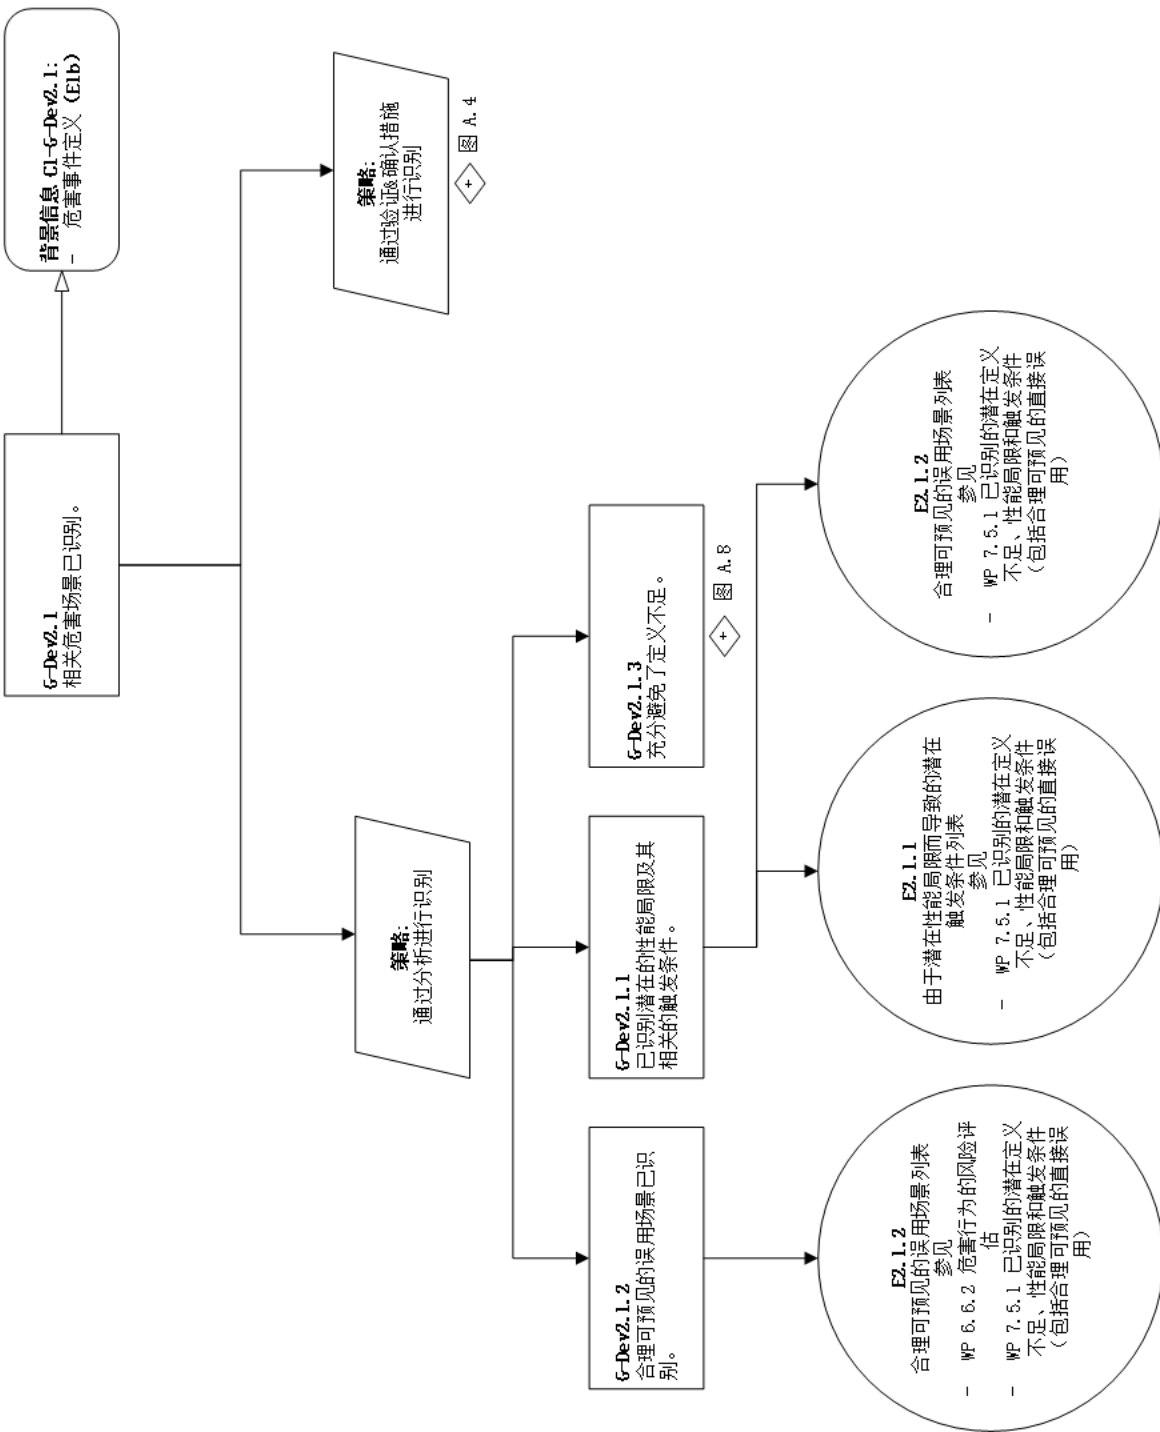 G-Dev2.1
相关危害场景已识别。
背景信息 C1-G-Dev2.1:
- 危害事件定义 (E1b)
策略:
通过分析进行识别
策略:
通过验证&确认措施
进行识别
+ 图 A.4
G-Dev2.1.2
合理可预见的误用场景已识
别。
G-Dev2.1.1
已识别潜在的性能局限及其
相关的触发条件。
G-Dev2.1.3
充分避免了定义不足。
+ 图 A.8
E2.1.2
合理可预见的误用场景列表
参见
- WP 6.6.2 危害行为的风险评
估
- WP 7.5.1 已识别的潜在定义
不足、性能局限和触发条件
（包括合理可预见的直接误
用）
E2.1.1
由于潜在性能局限而导致的潜在
触发条件列表
参见
- WP 7.5.1 已识别的潜在定义
不足、性能局限和触发条件
（包括合理可预见的直接误
用）
E2.1.2
合理可预见的误用场景列表
参见
- WP 7.5.1 已识别的潜在定义
不足、性能局限和触发条件
（包括合理可预见的直接误
用）